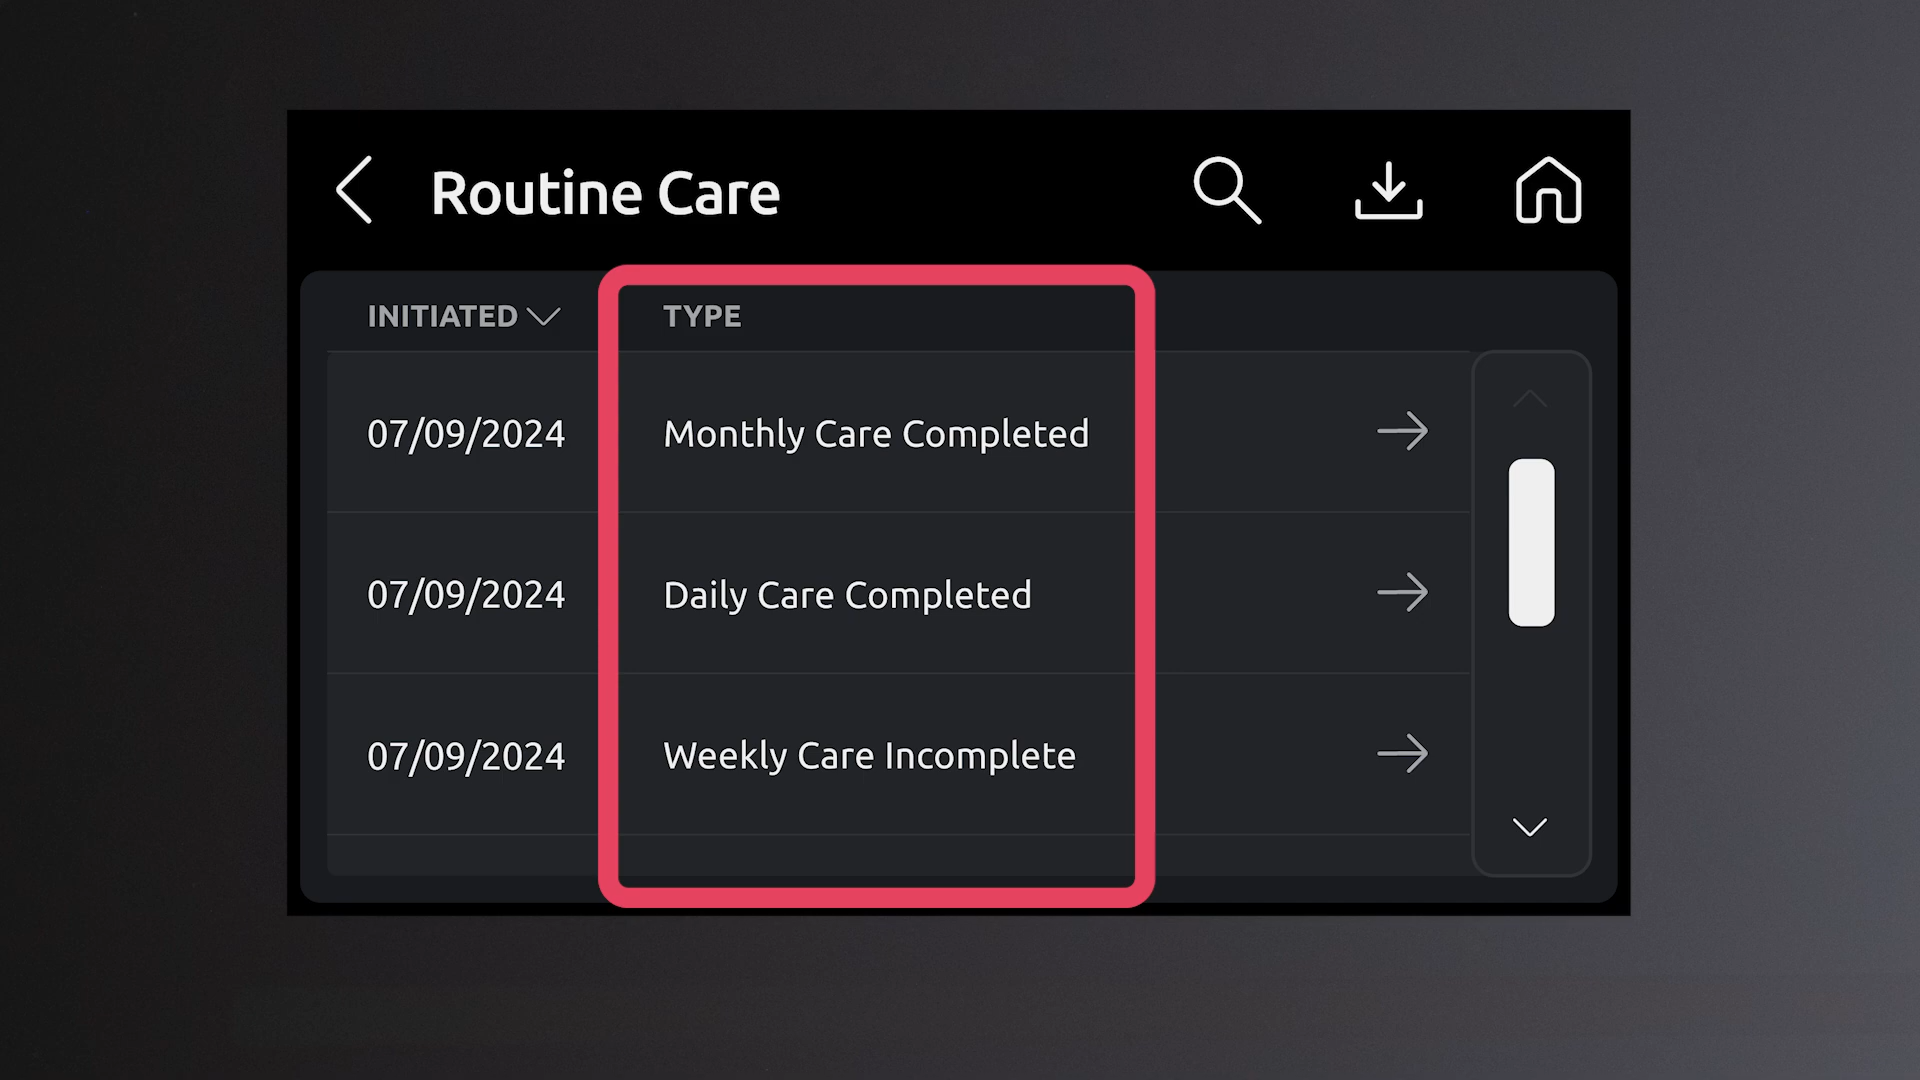 Routine Care
INITIATED TYPE
07/09/2024 Monthly Care Completed
07/09/2024 Daily Care Completed
07/09/2024 Weekly Care Incomplete